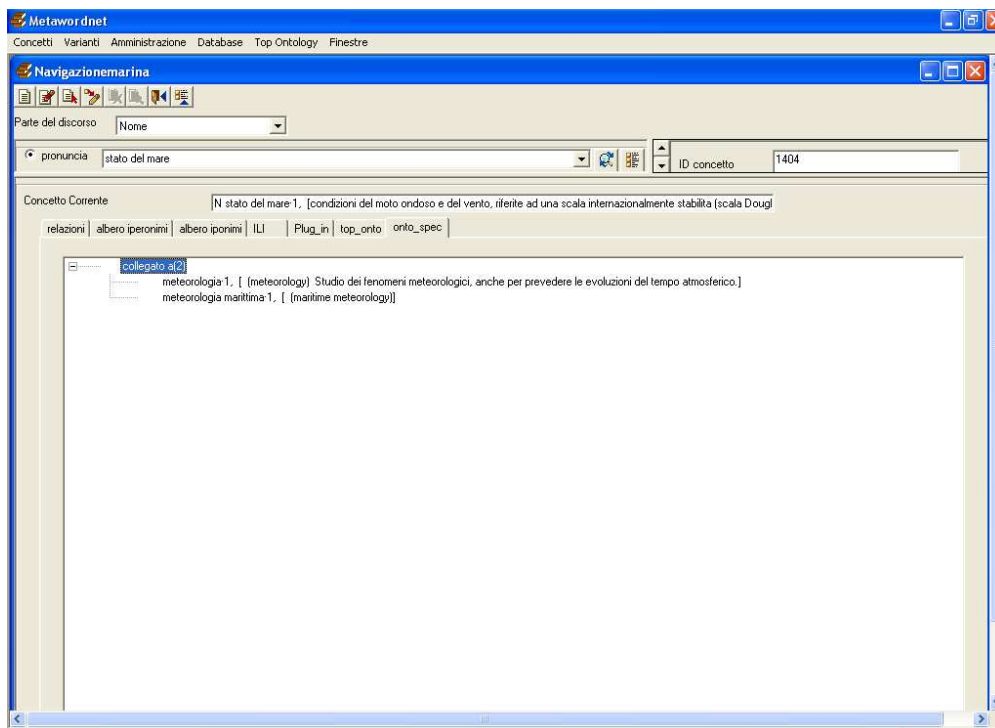 Metawordnet
Concetti Varianti Amministrazione Database Top Ontology Finestre
Navigazionemarina
Parte del discorso Nome
pronuncia stato del mare ID concetto 1404
Concetto Corrente N stato del mare·1, [condizioni del moto ondoso e del vento, riferite ad una scala internazionalmente stabilita (scala Dougl
relazioni albero iperonimi albero iponimi ILI Plug_in top_onto onto_spec
collegato a(2)
meteorologia·1, [ (meteorology) Studio dei fenomeni meteorologici, anche per prevedere le evoluzioni del tempo atmosferico.]
meteorologia marittima·1, [ (maritime meteorology)]